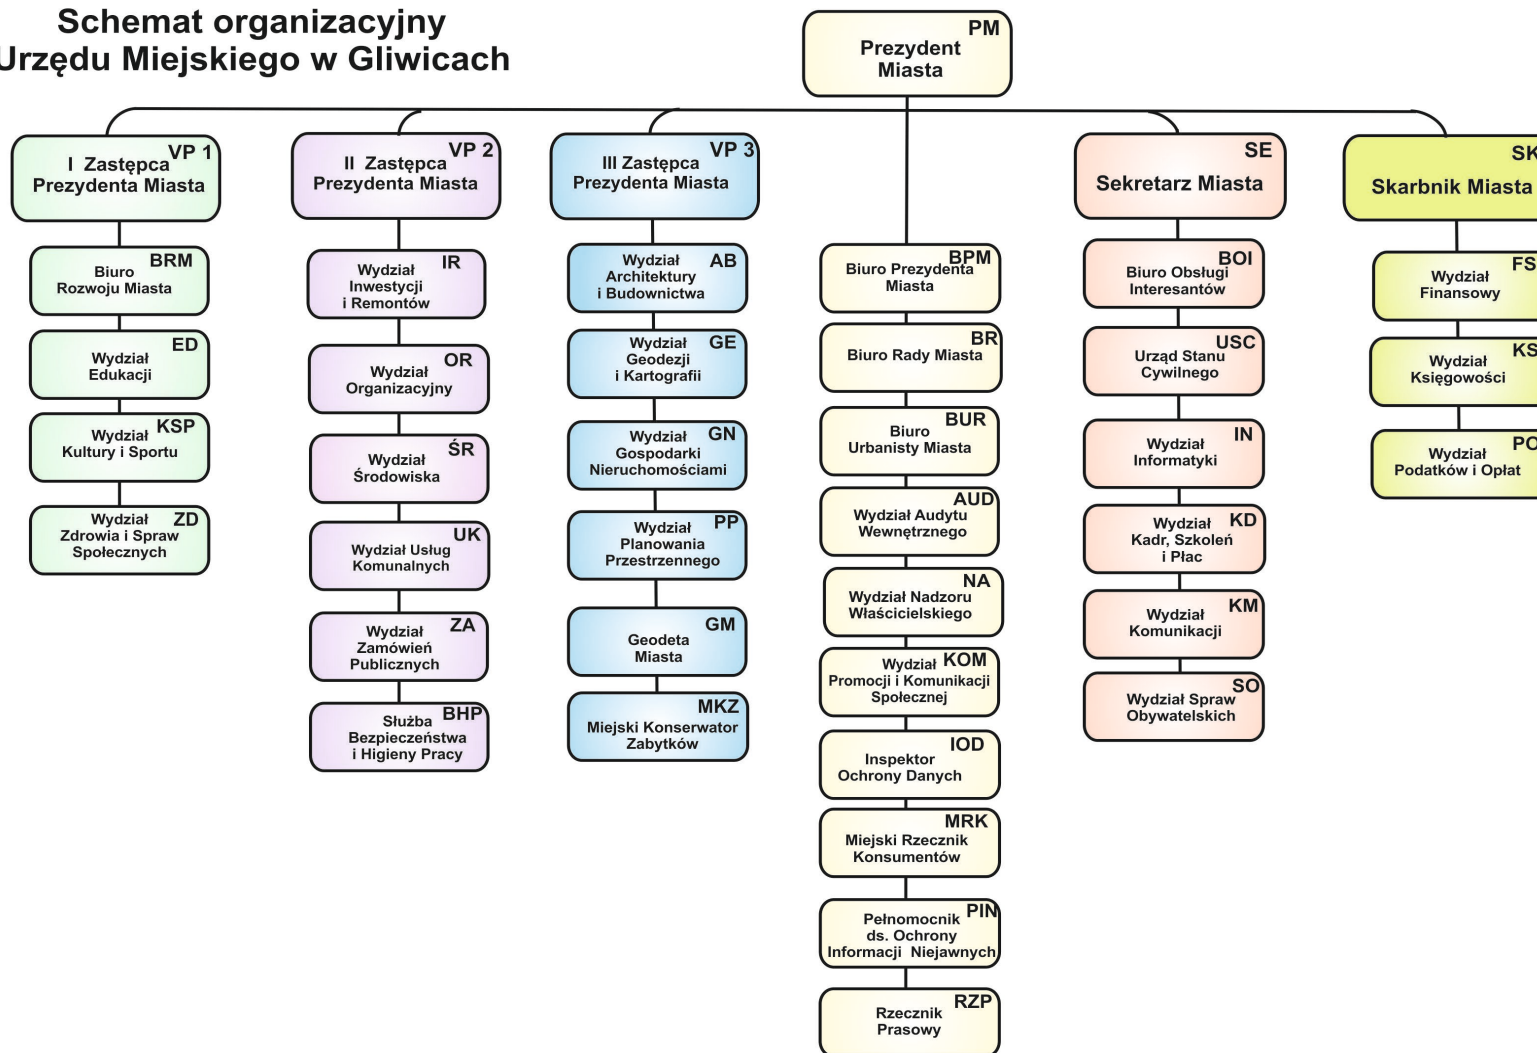 Schemat organizacyjny
Urzędu Miejskiego w Gliwicach
PM
Prezydent
Miasta
VP 1
I Zastępca
Prezydenta Miasta
BRM
Biuro
Rozwoju Miasta
ED
Wydział
Edukacji
KSP
Wydział
Kultury i Sportu
ZD
Wydział
Zdrowia i Spraw
Społecznych
VP 2
II Zastępca
Prezydenta Miasta
IR
Wydział
Inwestycji
i Remontów
OR
Wydział
Organizacyjny
ŚR
Wydział
Środowiska
UK
Wydział Usług
Komunalnych
ZA
Wydział
Zamówień
Publicznych
BHP
Służba
Bezpieczeństwa
i Higieny Pracy
VP 3
III Zastępca
Prezydenta Miasta
AB
Wydział
Architektury
i Budownictwa
GE
Wydział
Geodezji
i Kartografii
GN
Wydział
Gospodarki
Nieruchomościami
PP
Wydział
Planowania
Przestrzennego
GM
Geodeta
Miasta
MKZ
Miejski Konserwator
Zabytków
BPM
Biuro Prezydenta
Miasta
BR
Biuro Rady Miasta
BUR
Biuro
Urbanisty Miasta
AUD
Wydział Audytu
Wewnętrznego
NA
Wydział Nadzoru
Właścicielskiego
KOM
Wydział
Promocji i Komunikacji
Społecznej
IOD
Inspektor
Ochrony Danych
MRK
Miejski Rzecznik
Konsumentów
PIN
Pełnomocnik
ds. Ochrony
Informacji Niejawnych
RZP
Rzecznik
Prasowy
SE
Sekretarz Miasta
BOI
Biuro Obsługi
Interesantów
USC
Urząd Stanu
Cywilnego
IN
Wydział
Informatyki
KD
Wydział
Kadr, Szkoleń
i Płac
KM
Wydział
Komunikacji
SO
Wydział Spraw
Obywatelskich
SK
Skarbnik Miasta
FS
Wydział
Finansowy
KS
Wydział
Księgowości
PO
Wydział
Podatków i Opłat